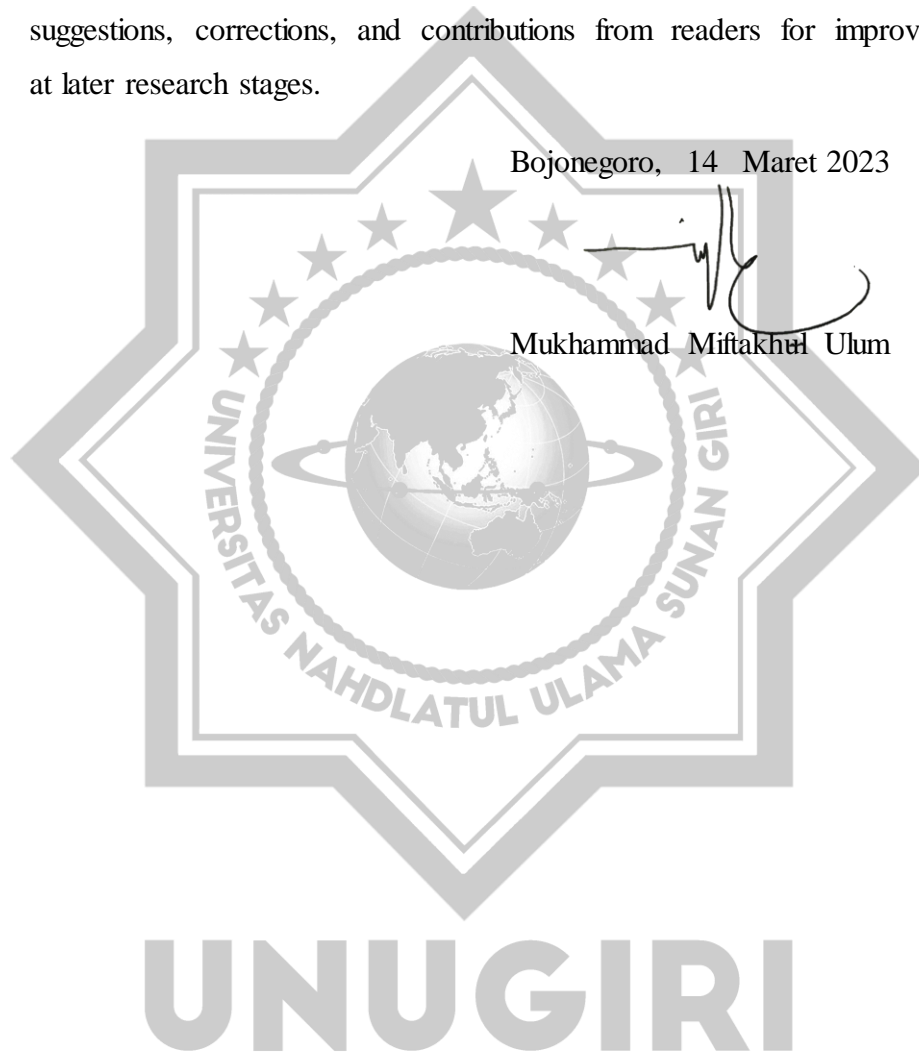 suggestions, corrections, and contributions from readers for improv
at later research stages.
Bojonegoro, 14 Maret 2023
Mukhammad Miftakhul Ulum
UNIVERSITAS NAHDLATUL ULAMA SUNAN GIRI
UNUGIRI